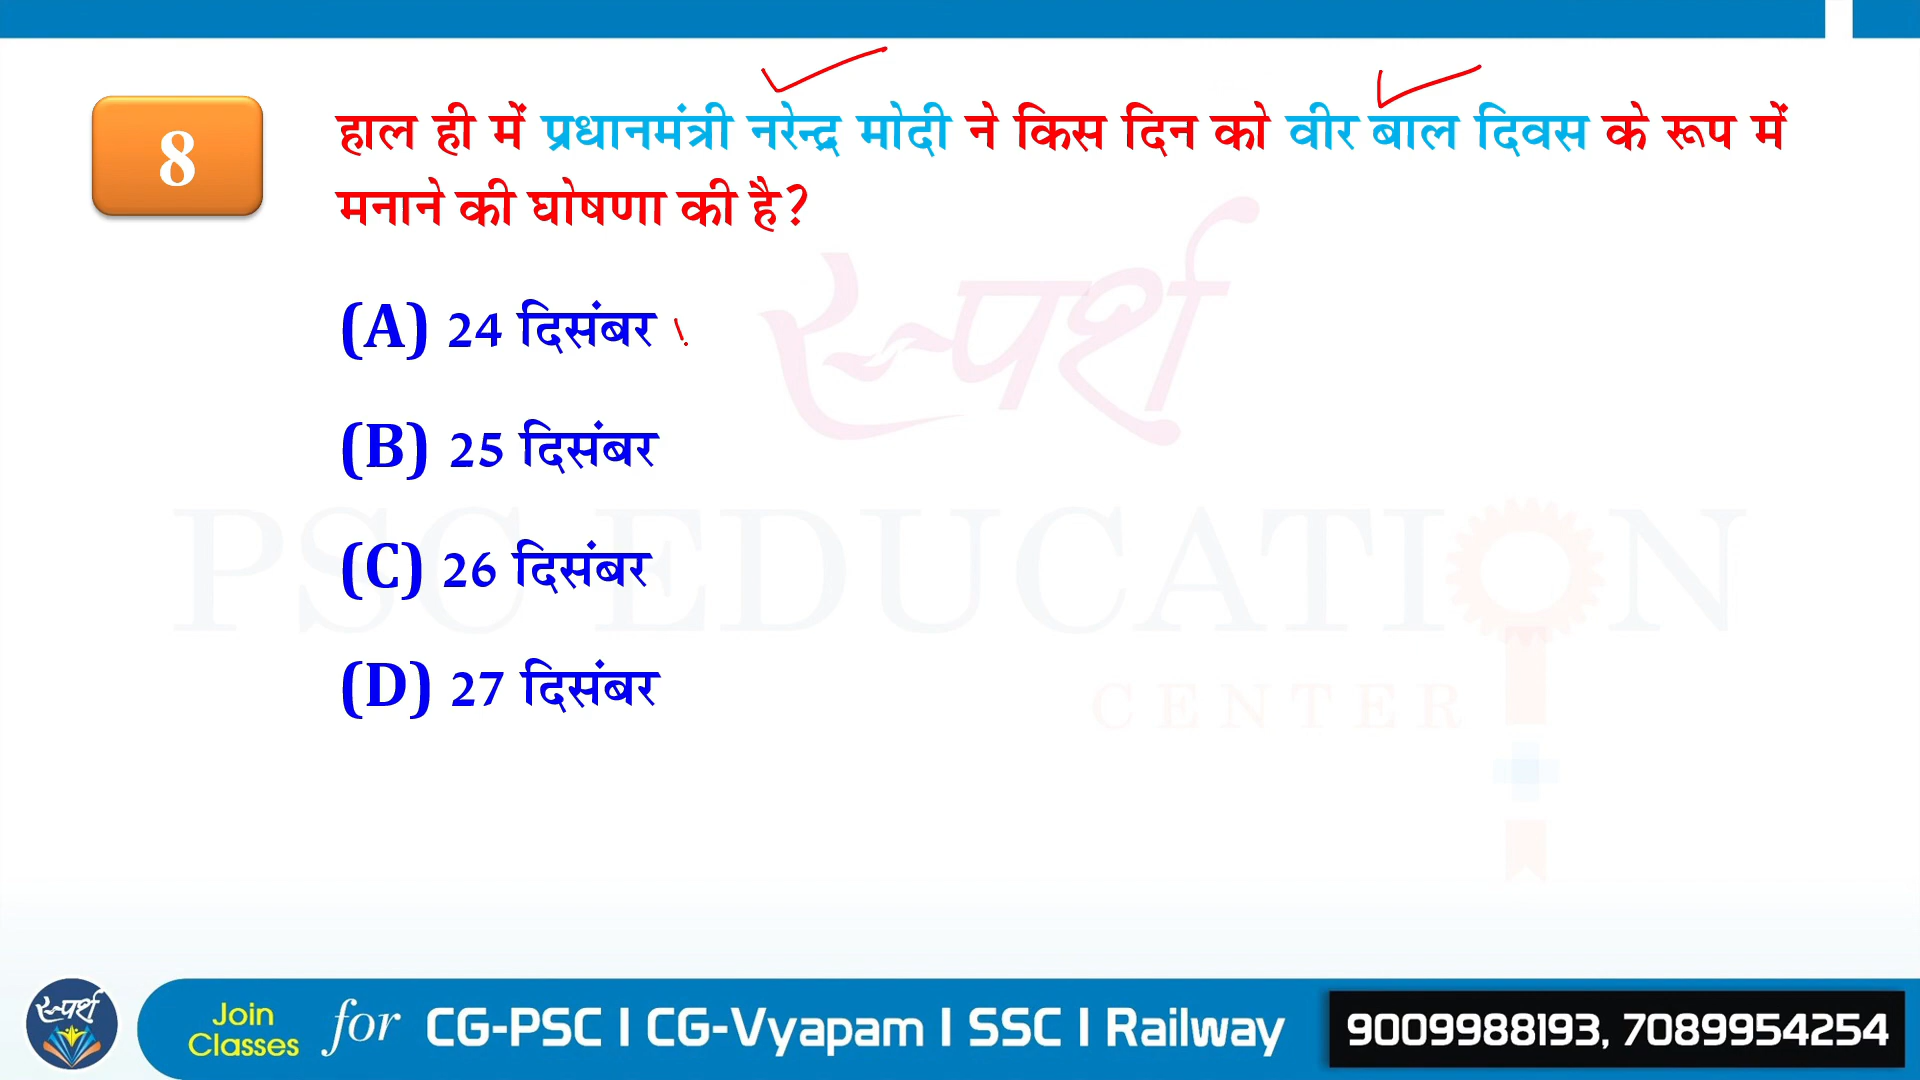 8
हाल ही में प्रधानमंत्री नरेन्द्र मोदी ने किस दिन को वीर बाल दिवस के रूप में
मनाने की घोषणा की है?
(A) 24 दिसंबर
(B) 25 दिसंबर
(C) 26 दिसंबर
(D) 27 दिसंबर
स्पर्श
PSC EDUCATION
CENTER
स्पर्श
Join
Classes
for CG-PSC I CG-Vyapam I SSC I Railway
9009988193, 7089954254